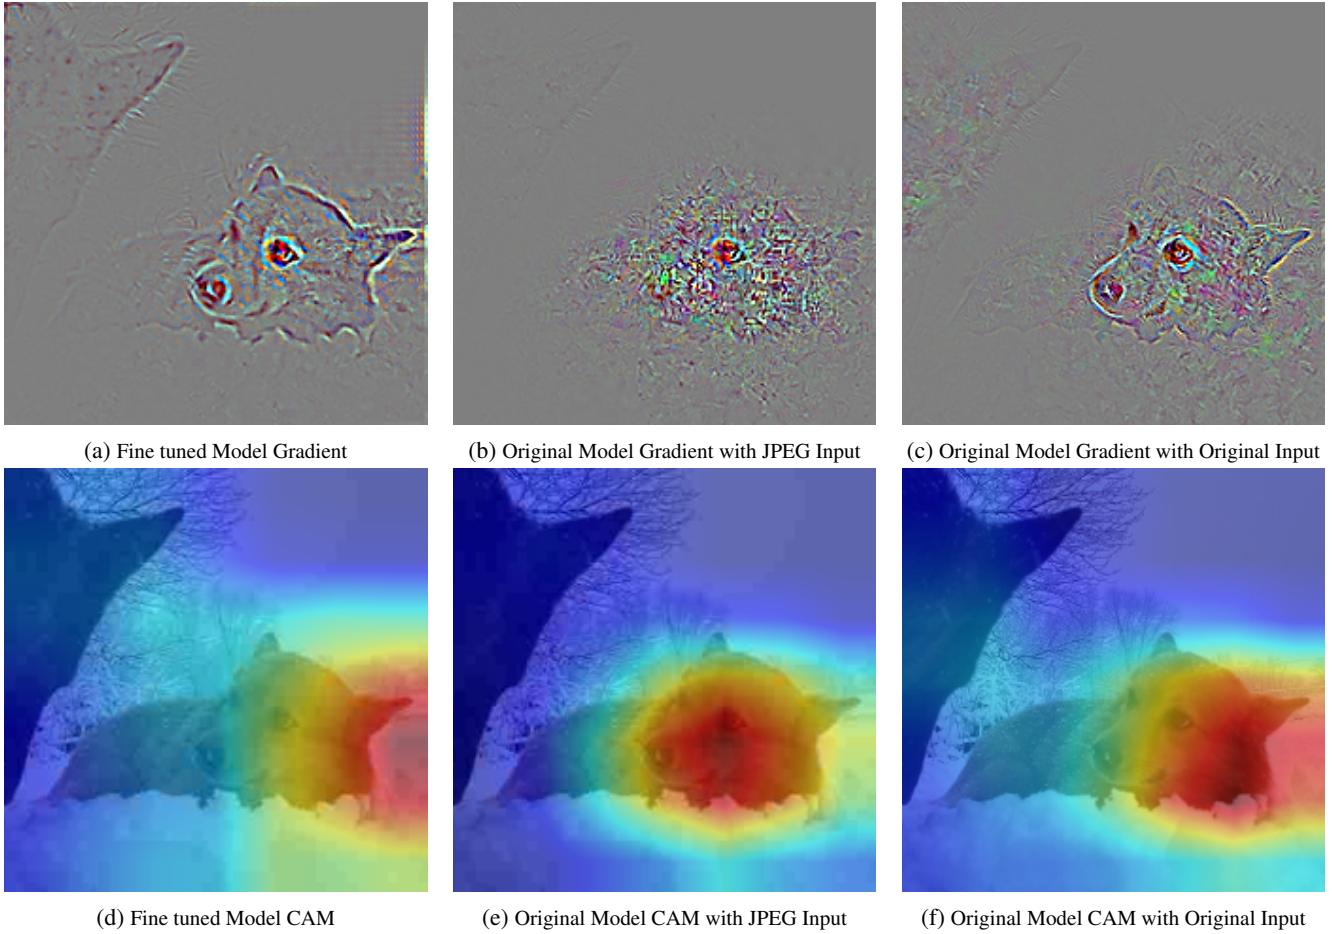 (a) Fine tuned Model Gradient
(b) Original Model Gradient with JPEG Input
(c) Original Model Gradient with Original Input
(d) Fine tuned Model CAM
(e) Original Model CAM with JPEG Input
(f) Original Model CAM with Original Input